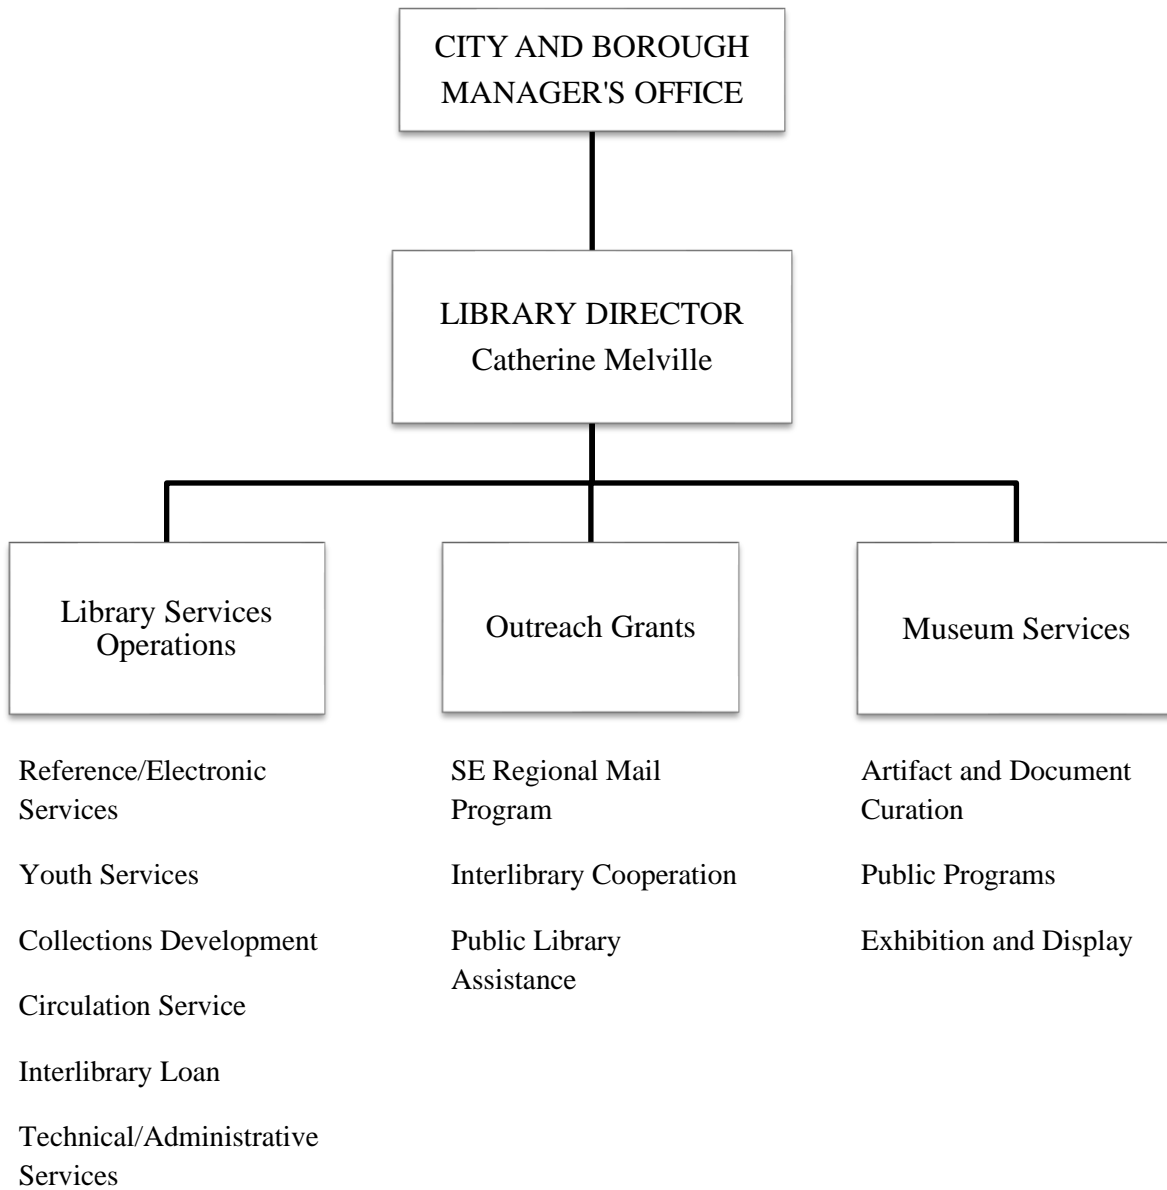 CITY AND BOROUGH
MANAGER'S OFFICE
LIBRARY DIRECTOR
Catherine Melville
Library Services
Operations
Outreach Grants
Museum Services
Reference/Electronic
Services
Youth Services
Collections Development
Circulation Service
Interlibrary Loan
Technical/Administrative
Services
SE Regional Mail
Program
Interlibrary Cooperation
Public Library
Assistance
Artifact and Document
Curation
Public Programs
Exhibition and Display